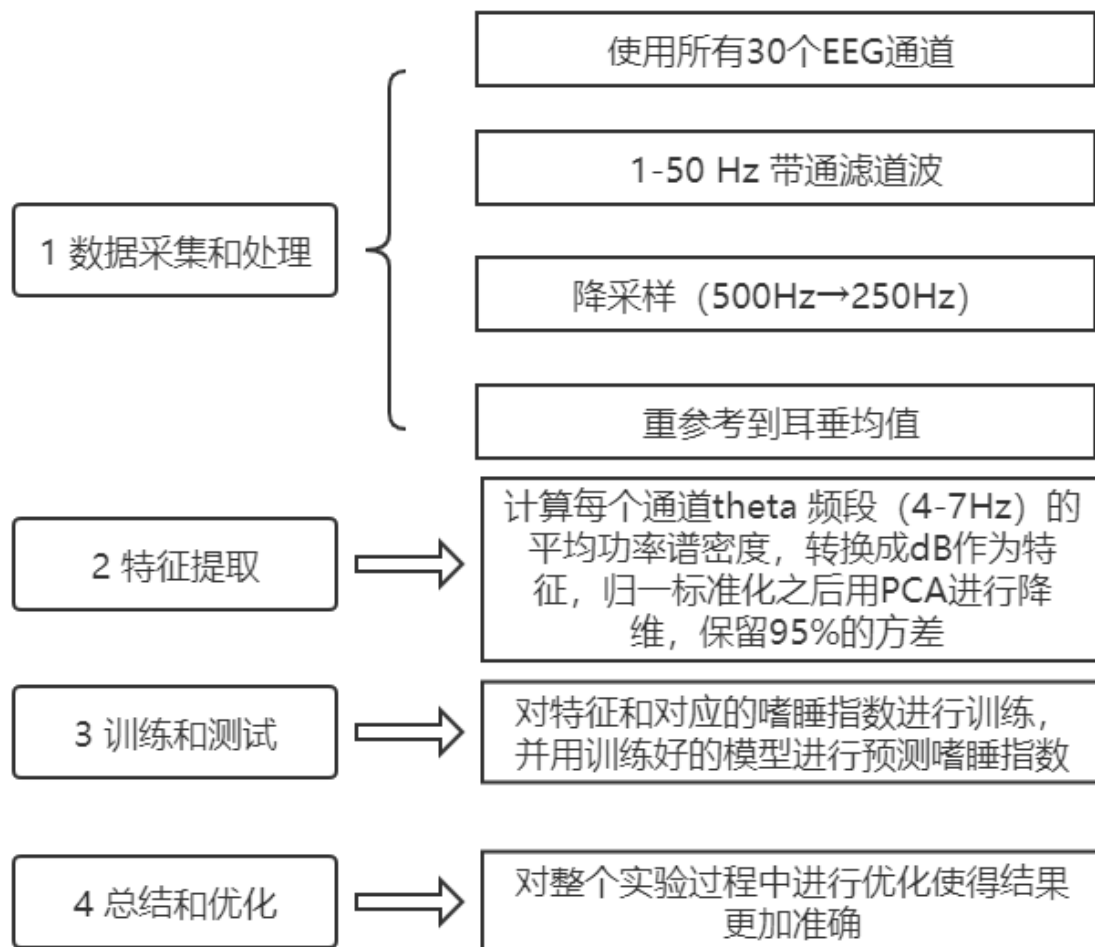 使用所有30个EEG通道
1-50 Hz 带通滤道波
1 数据采集和处理
降采样（500Hz→250Hz）
重参考到耳垂均值
2 特征提取
计算每个通道theta 频段（4-7Hz）的
平均功率谱密度，转换成dB作为特
征，归一标准化之后用PCA进行降
维，保留95%的方差
3 训练和测试
对特征和对应的嗜睡指数进行训练，
并用训练好的模型进行预测嗜睡指数
4 总结和优化
对整个实验过程中进行优化使得结果
更加准确